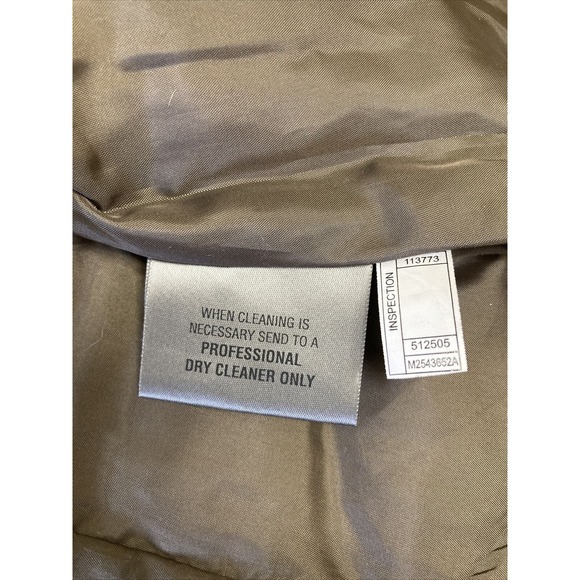 WHEN CLEANING IS
NECESSARY SEND TO A
PROFESSIONAL
DRY CLEANER ONLY
INSPECTION
113773
512505
M2543652A